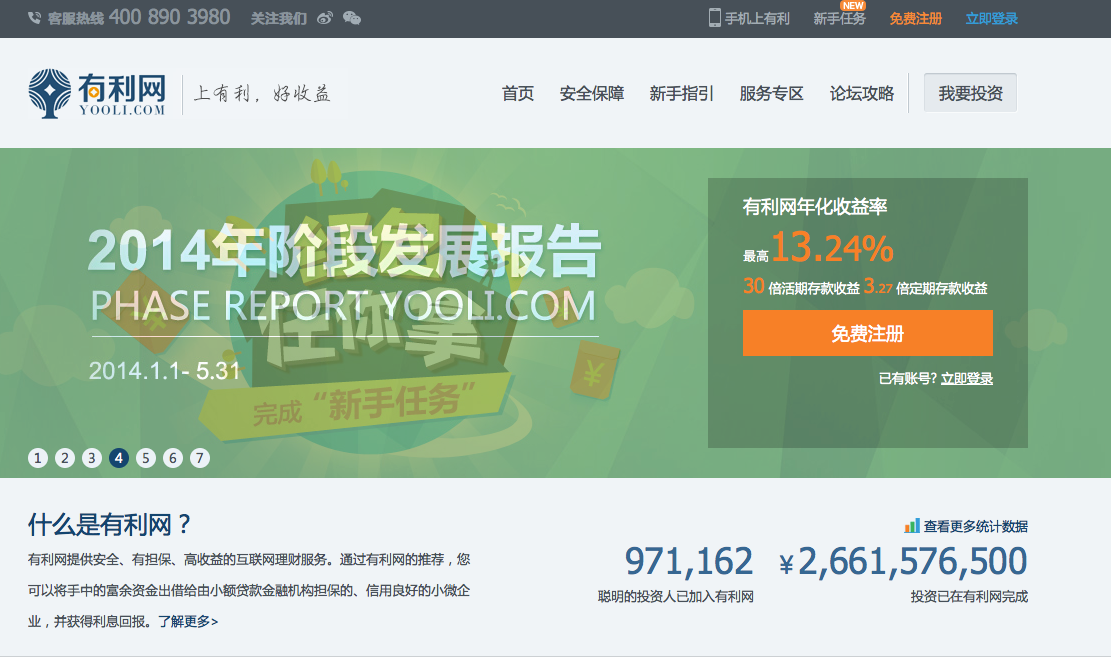 客服热线 400 890 3980 关注我们 手机上有利 新手任务 NEW 免费注册 立即登录
有利网 YOOLI.COM 上有利，好收益
首页 安全保障 新手指引 服务专区 论坛攻略 我要投资
2014年阶段发展报告
PHASE REPORT YOOLI.COM
2014.1.1- 5.31
任你拿
完成“新手任务”
¥
¥
1 2 3 4 5 6 7
有利网年化收益率
最高 13.24%
30 倍活期存款收益 3.27 倍定期存款收益
免费注册
已有账号? 立即登录
什么是有利网？
有利网提供安全、有担保、高收益的互联网理财服务。通过有利网的推荐，您
可以将手中的富余资金出借给由小额贷款金融机构担保的、信用良好的小微企
业，并获得利息回报。了解更多>
查看更多统计数据
971,162 ¥2,661,576,500
聪明的投资人已加入有利网 投资已在有利网完成